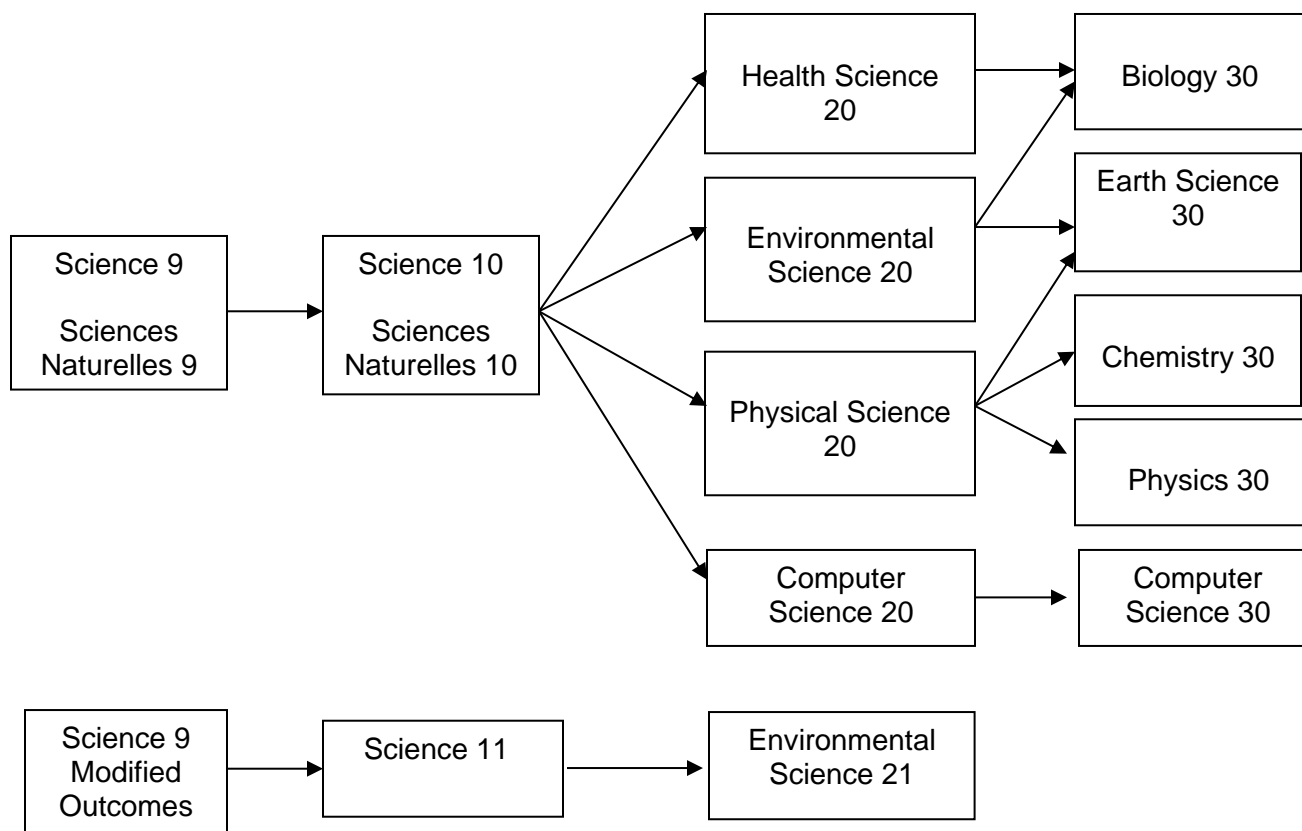 Science 9
Sciences
Naturelles 9
Science 10
Sciences
Naturelles 10
Health Science
20
Environmental
Science 20
Physical Science
20
Computer
Science 20
Biology 30
Earth Science
30
Chemistry 30
Physics 30
Computer
Science 30
Science 9
Modified
Outcomes
Science 11
Environmental
Science 21